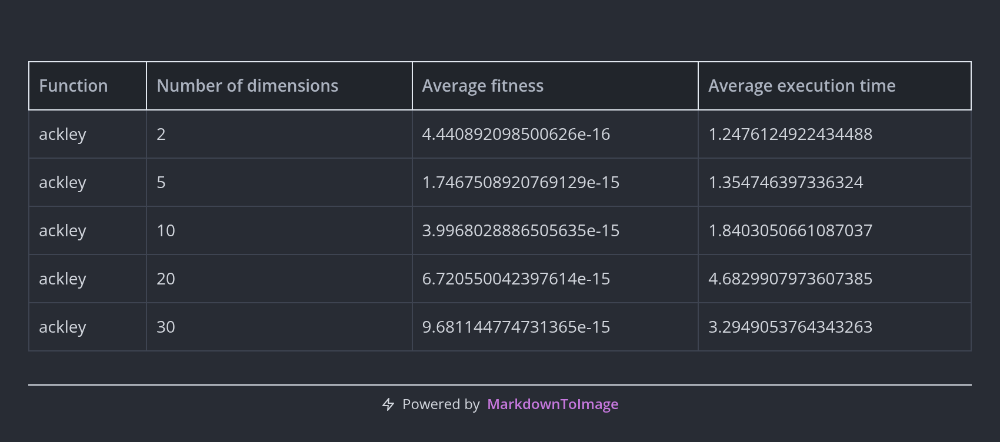 Function Number of dimensions Average fitness Average execution time
ackley 2 4.440892098500626e-16 1.2476124922434488
ackley 5 1.7467508920769129e-15 1.354746397336324
ackley 10 3.9968028886505635e-15 1.8403050661087037
ackley 20 6.720550042397614e-15 4.6829907973607385
ackley 30 9.681144774731365e-15 3.2949053764343263
Powered by MarkdownToImage